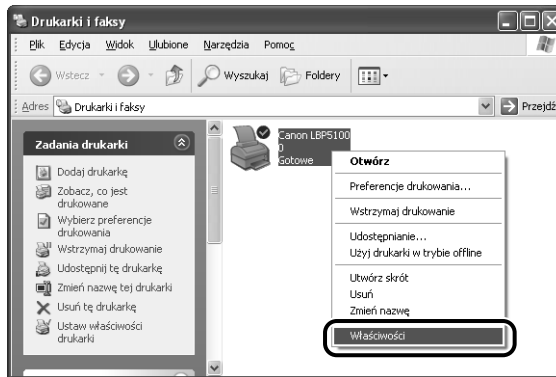 Drukarki i faksy
Plik Edycja Widok Ulubione Narzędzia Pomoc
Wstecz Wyszukaj Foldery
Adres Drukarki i faksy Przejdź
Zadania drukarki
Dodaj drukarkę
Zobacz, co jest
drukowane
Wybierz preferencje
drukowania
Wstrzymaj drukowanie
Udostępnij tę drukarkę
Zmień nazwę tej drukarki
Usuń tę drukarkę
Ustaw właściwości
drukarki
Canon LBP5100
0
Gotowe
Otwórz
Preferencje drukowania...
Wstrzymaj drukowanie
Udostępnianie...
Użyj drukarki w trybie offline
Utwórz skrót
Usuń
Zmień nazwę
Właściwości